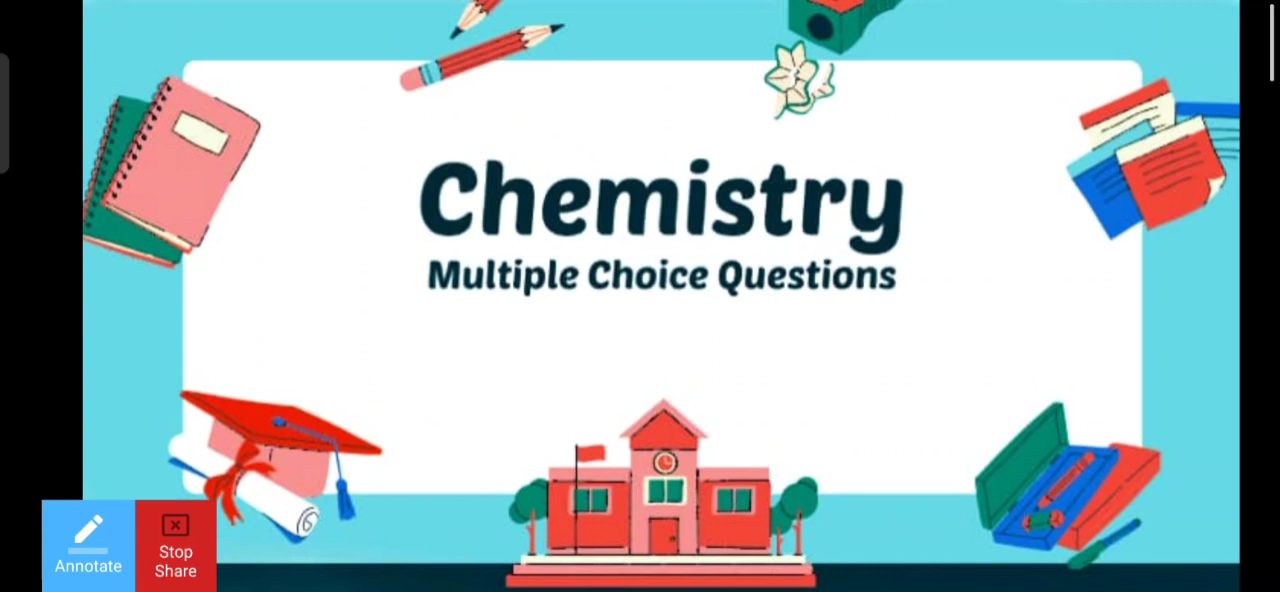 Chemistry
Multiple Choice Questions
Annotate
Stop
Share